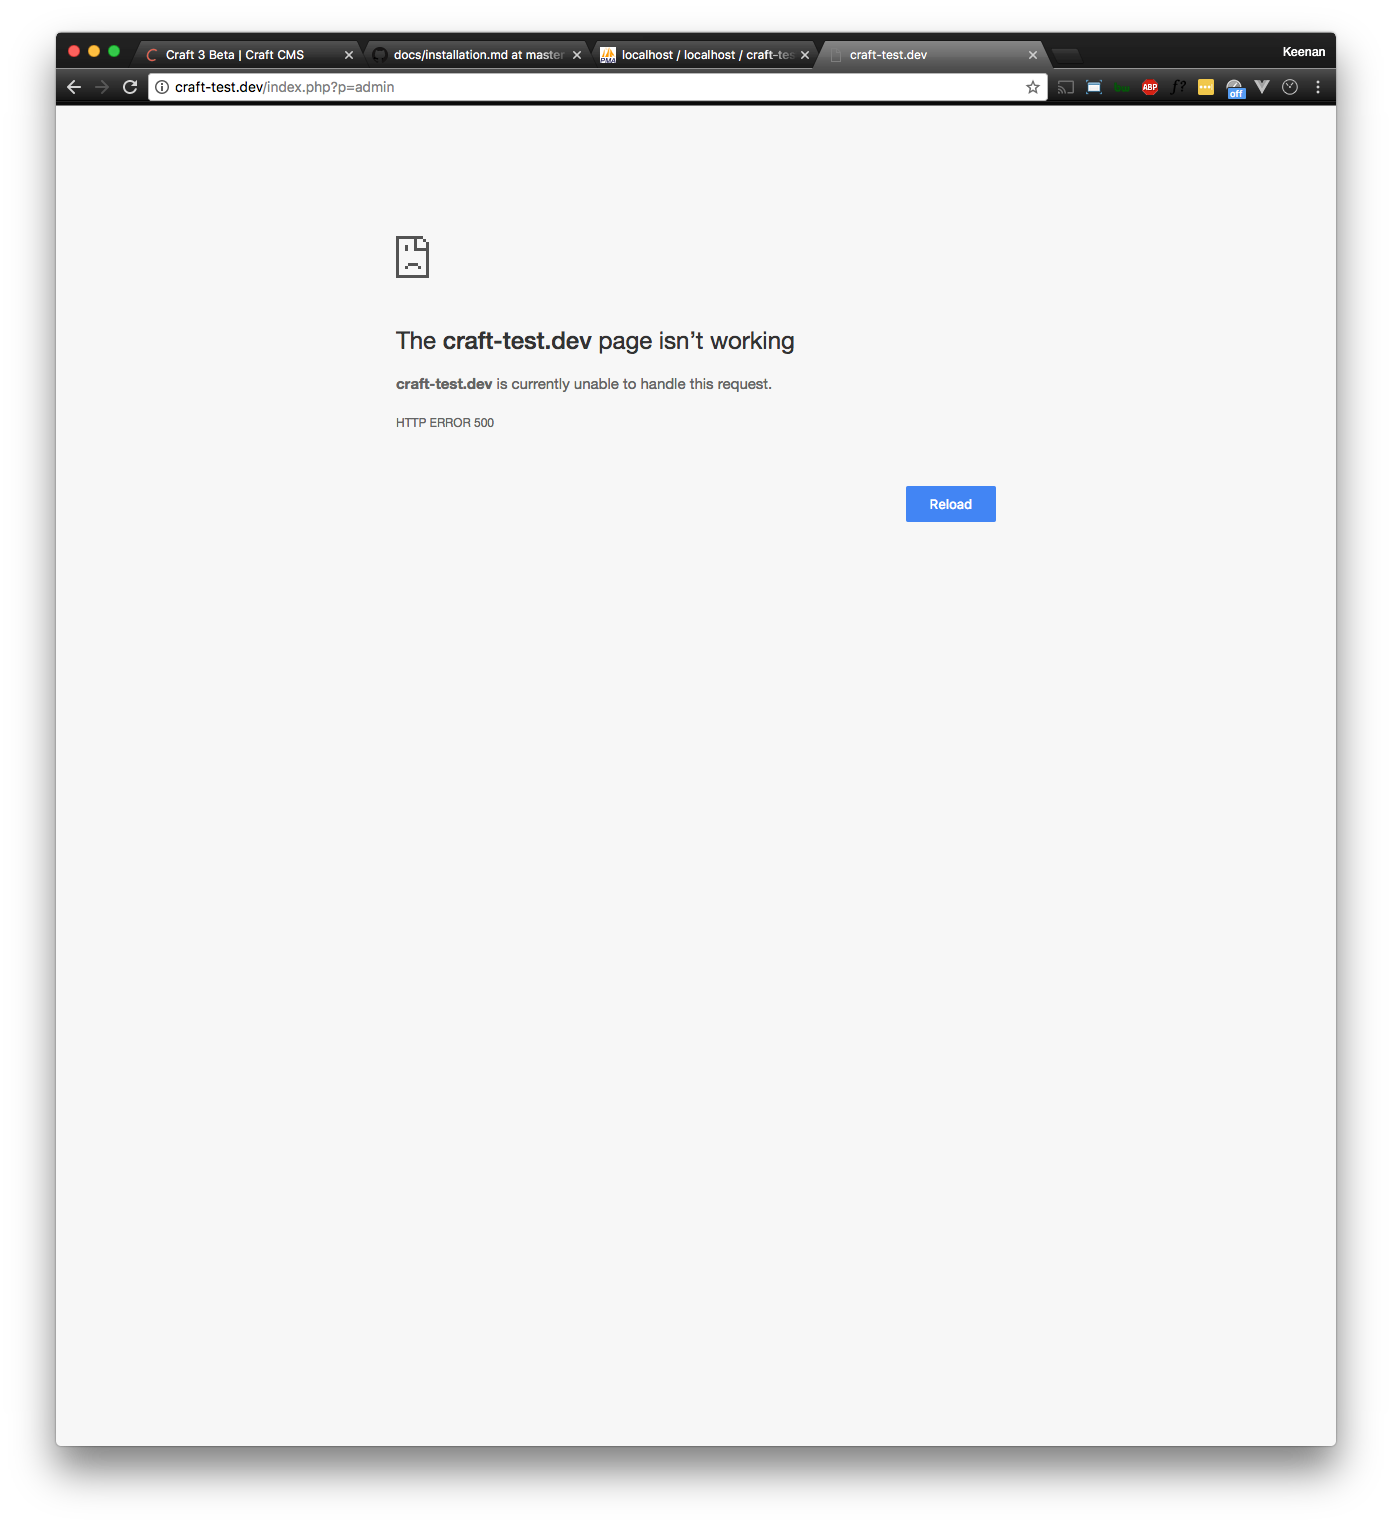 Craft 3 Beta | Craft CMS
docs/installation.md at master
localhost / localhost / craft-tes
craft-test.dev
Keenan
craft-test.dev/index.php?p=admin
ABP
f?
off
PMA
The craft-test.dev page isn’t working
craft-test.dev is currently unable to handle this request.
HTTP ERROR 500
Reload